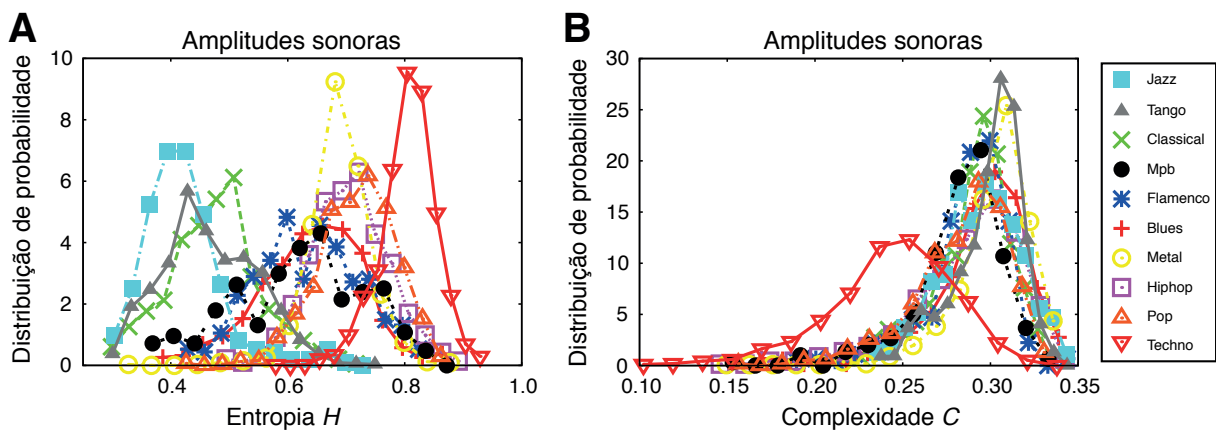 A
Amplitudes sonoras
Distribuição de probabilidade
10
8
6
4
2
0
0.4
0.6
0.8
1.0
Entropia H
B
Amplitudes sonoras
Distribuição de probabilidade
30
25
20
15
10
5
0
0.10
0.15
0.20
0.25
0.30
0.35
Complexidade C
Jazz
Tango
Classical
Mpb
Flamenco
Blues
Metal
Hiphop
Pop
Techno